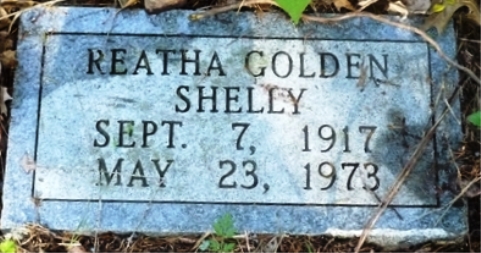 REATHA GOLDEN
SHELLY
SEPT. 7, 1917
MAY 23, 1973